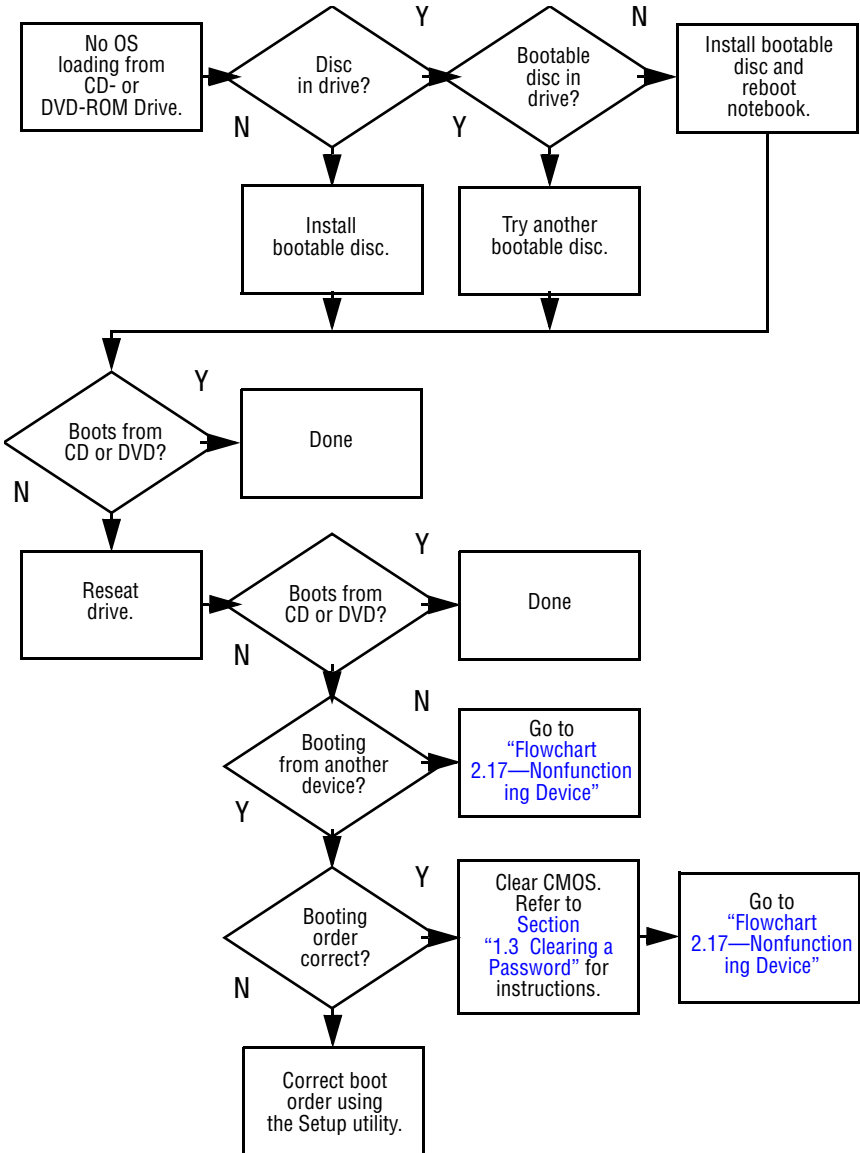 No OS
loading from
CD- or
DVD-ROM Drive.
Disc
in drive?
Y
N
Bootable
disc in
drive?
N
Y
Install bootable
disc and
reboot
notebook.
Install
bootable disc.
Try another
bootable disc.
Boots from
CD or DVD?
Y
N
Done
Reseat
drive.
Boots from
CD or DVD?
Y
N
Done
Booting
from another
device?
N
Y
Go to
“Flowchart
2.17—Nonfunction
ing Device”
Booting
order
correct?
Y
N
Clear CMOS.
Refer to
Section
“1.3 Clearing a
Password” for
instructions.
Go to
“Flowchart
2.17—Nonfunction
ing Device”
Correct boot
order using
the Setup utility.